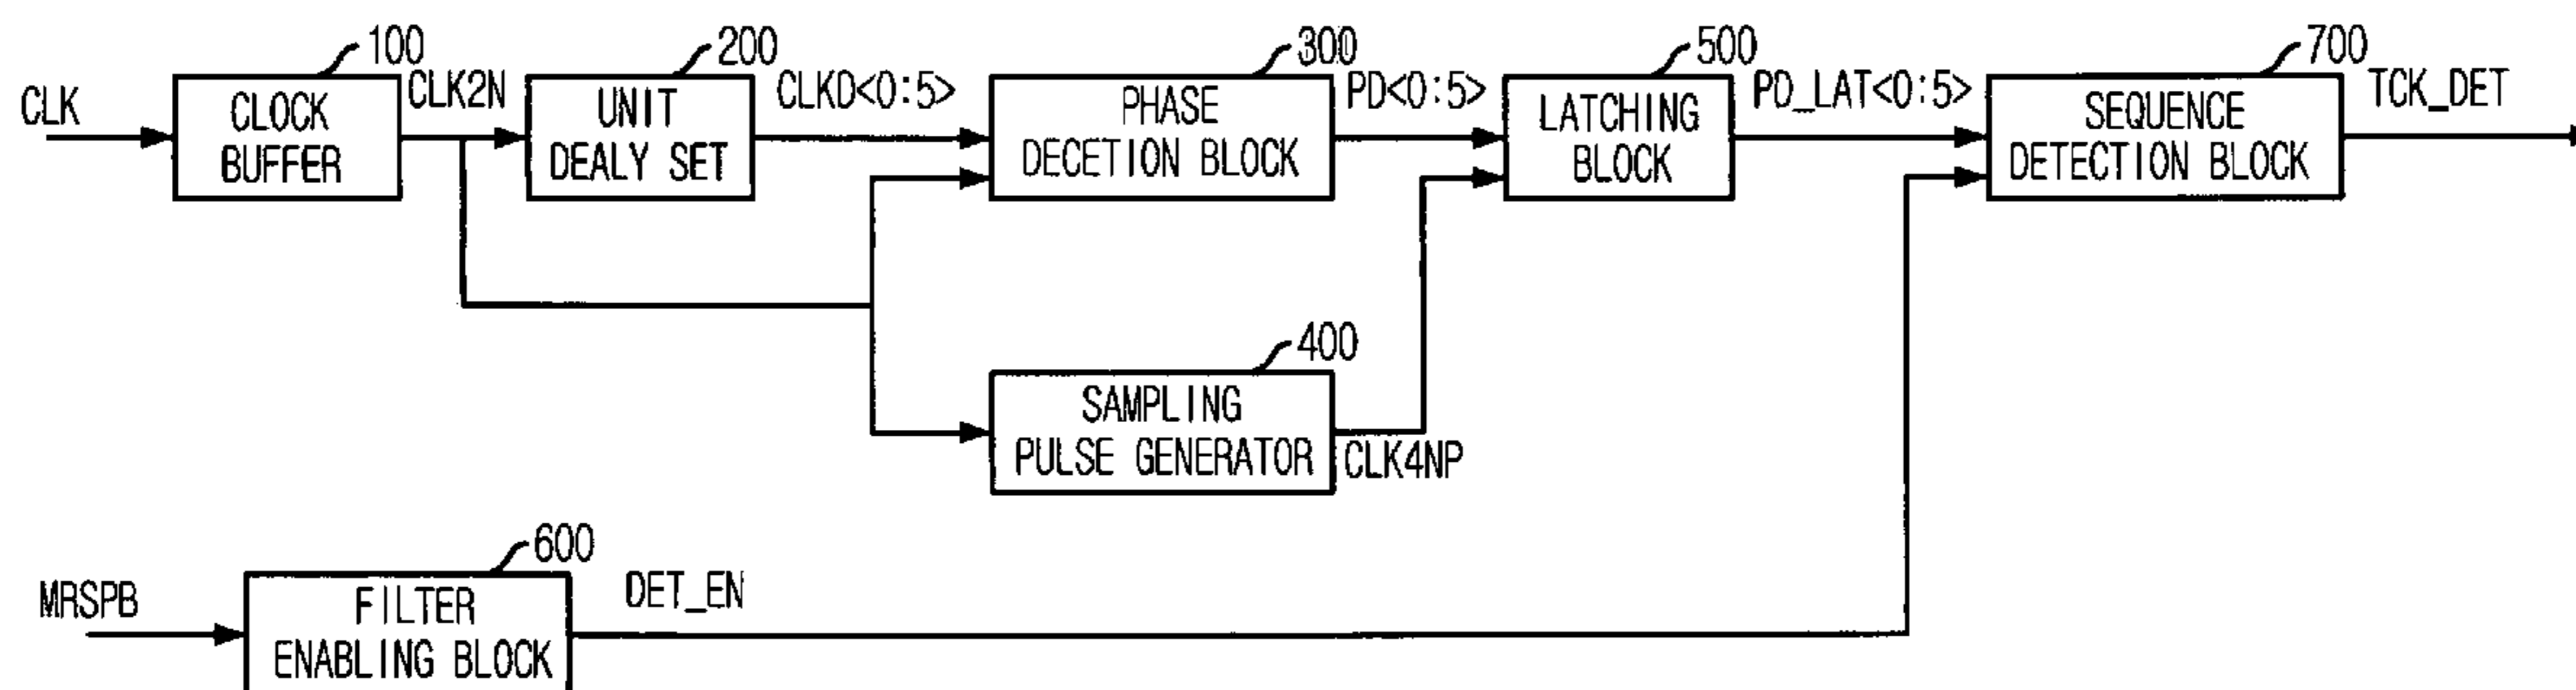 100
200
300
500
700
CLK
CLOCK
BUFFER
CLK2N
UNIT
DEALY SET
CLKD<0:5>
PHASE
DECETION BLOCK
PD<0:5>
LATCHING
BLOCK
PD_LAT<0:5>
SEQUENCE
DETECTION BLOCK
TCK_DET
400
SAMPLING
PULSE GENERATOR
CLK4NP
600
MRSPB
FILTER
ENABLING BLOCK
DET_EN